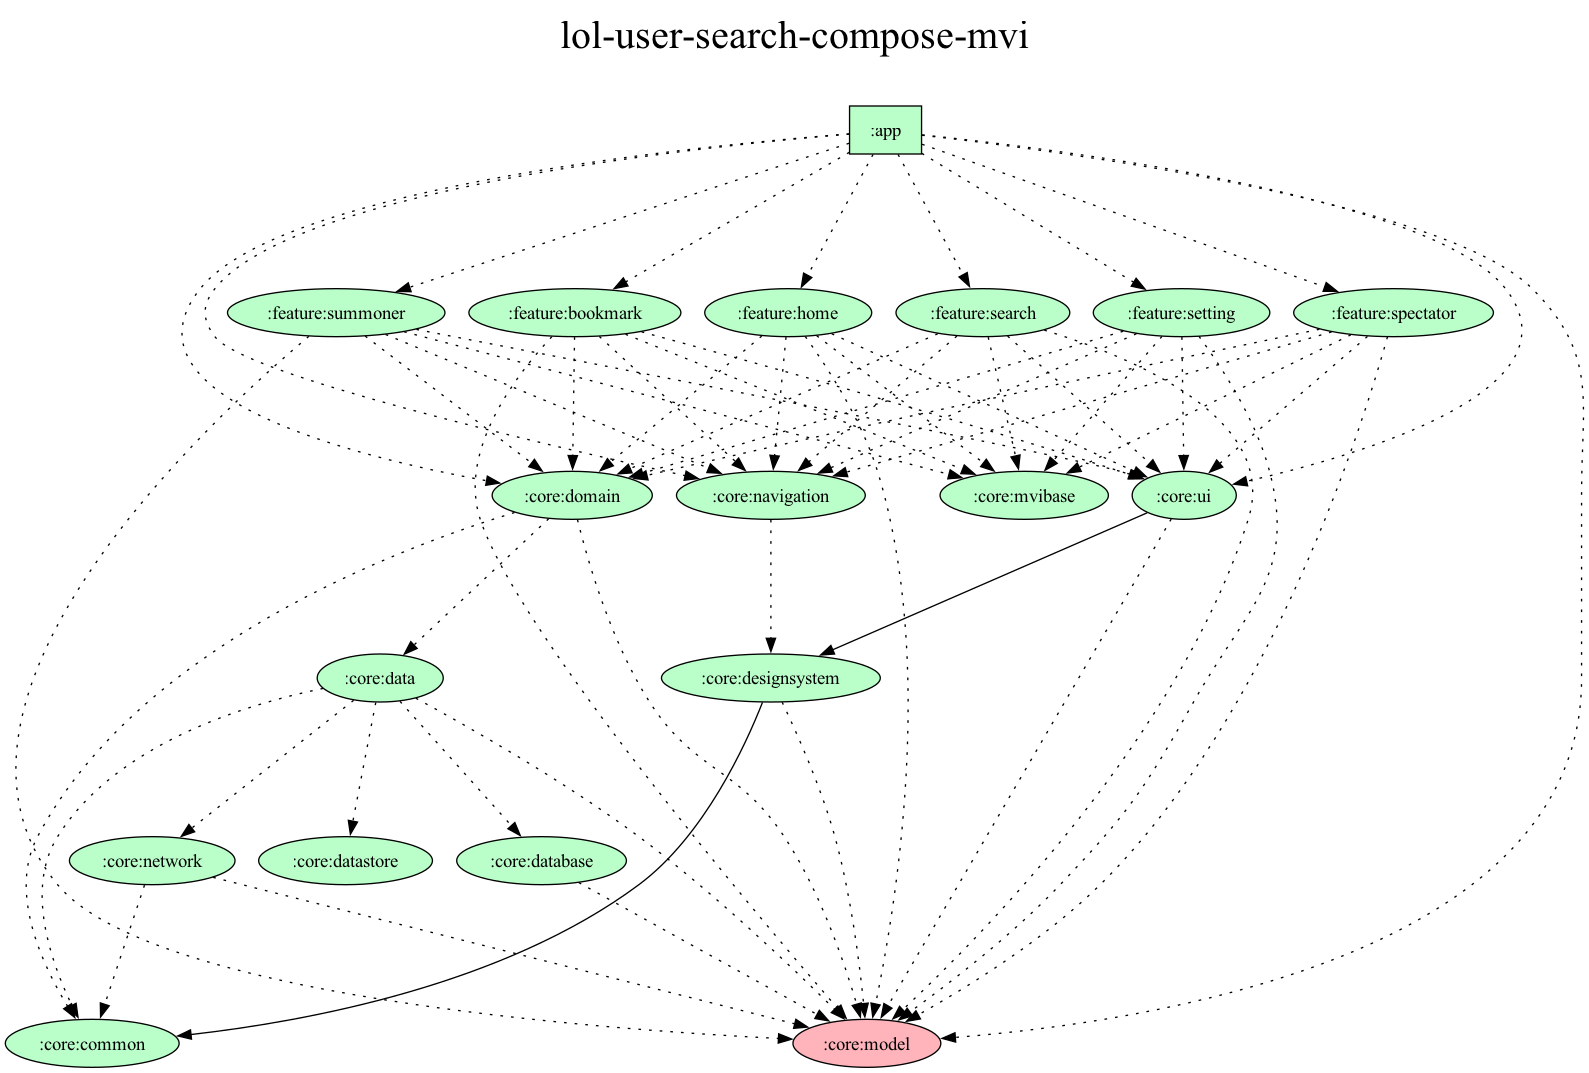 lol-user-search-compose-mvi
:app
:feature:summoner
:feature:bookmark
:feature:home
:feature:search
:feature:setting
:feature:spectator
:core:domain
:core:navigation
:core:mvibase
:core:ui
:core:data
:core:designsystem
:core:network
:core:datastore
:core:database
:core:common
:core:model